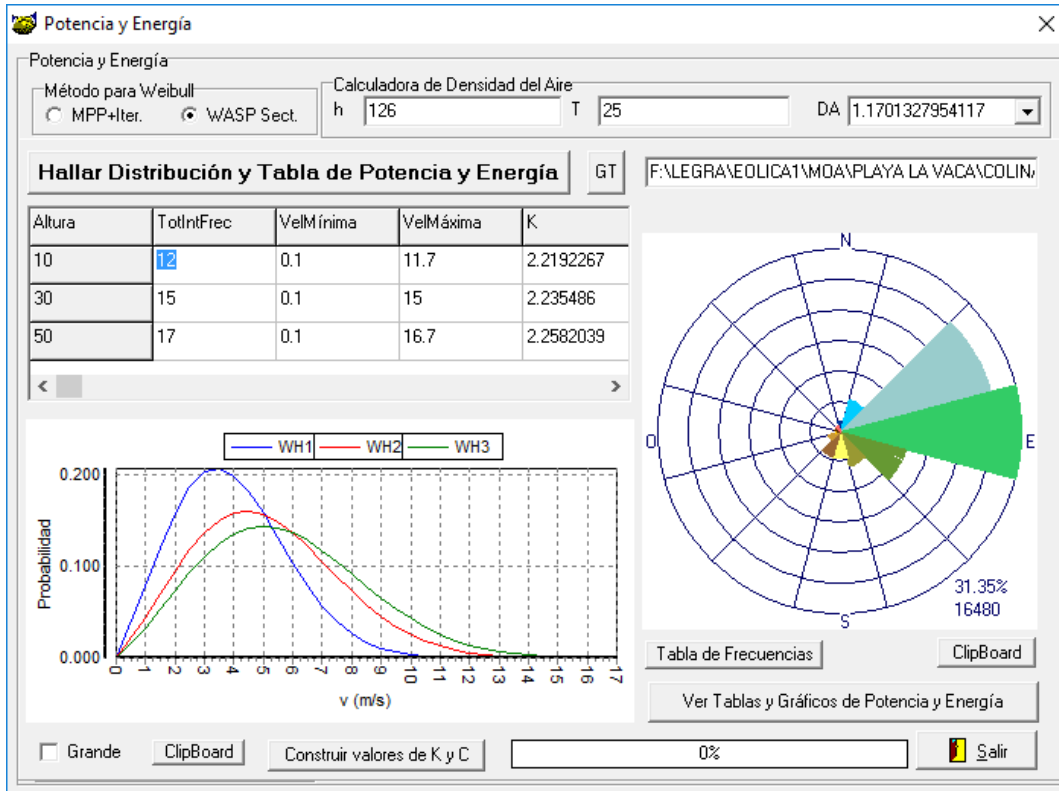 Potencia y Energía
Potencia y Energía
Método para Weibull
MPP+Iter. WASP Sect.
Calculadora de Densidad del Aire
h 126 T 25 DA 1.1701327954117
Hallar Distribución y Tabla de Potencia y Energía GT F:\LEGRA\EOLICA1\MOA\PLAYA LA VACA\COLIN
Altura TotIntFrec VelMínima VelMáxima K
10 12 0.1 11.7 2.2192267
30 15 0.1 15 2.235486
50 17 0.1 16.7 2.2582039
WH1 WH2 WH3
0.200
0.100
0.000
Probabilidad
0 1 2 3 4 5 6 7 8 9 10 11 12 13 14 15 16 17
v (m/s)
N
O E
S
31.35%
16480
Tabla de Frecuencias ClipBoard
Ver Tablas y Gráficos de Potencia y Energía
Grande ClipBoard Construir valores de K y C 0% Salir